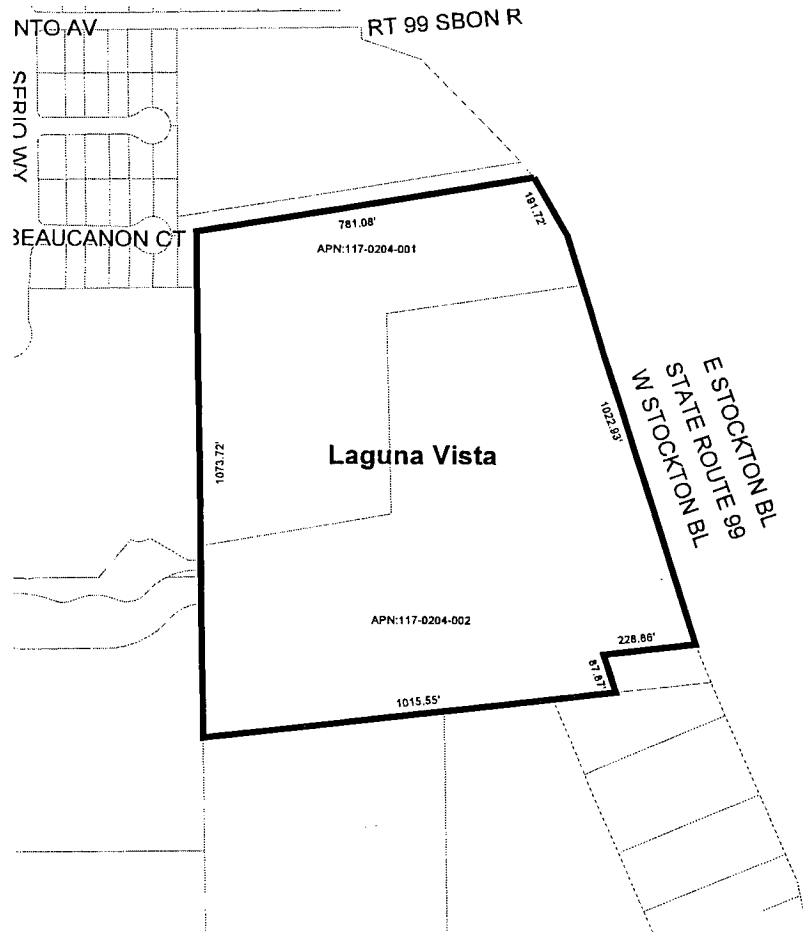 NTO AV
RT 99 SBON R
SERIO WY
BEAUCANON CT
781.08'
191.72'
APN:117-0204-001
1022.93'
E STOCKTON BL
STATE ROUTE 99
W STOCKTON BL
1073.72'
Laguna Vista
APN:117-0204-002
228.86'
87.87'
1015.55'